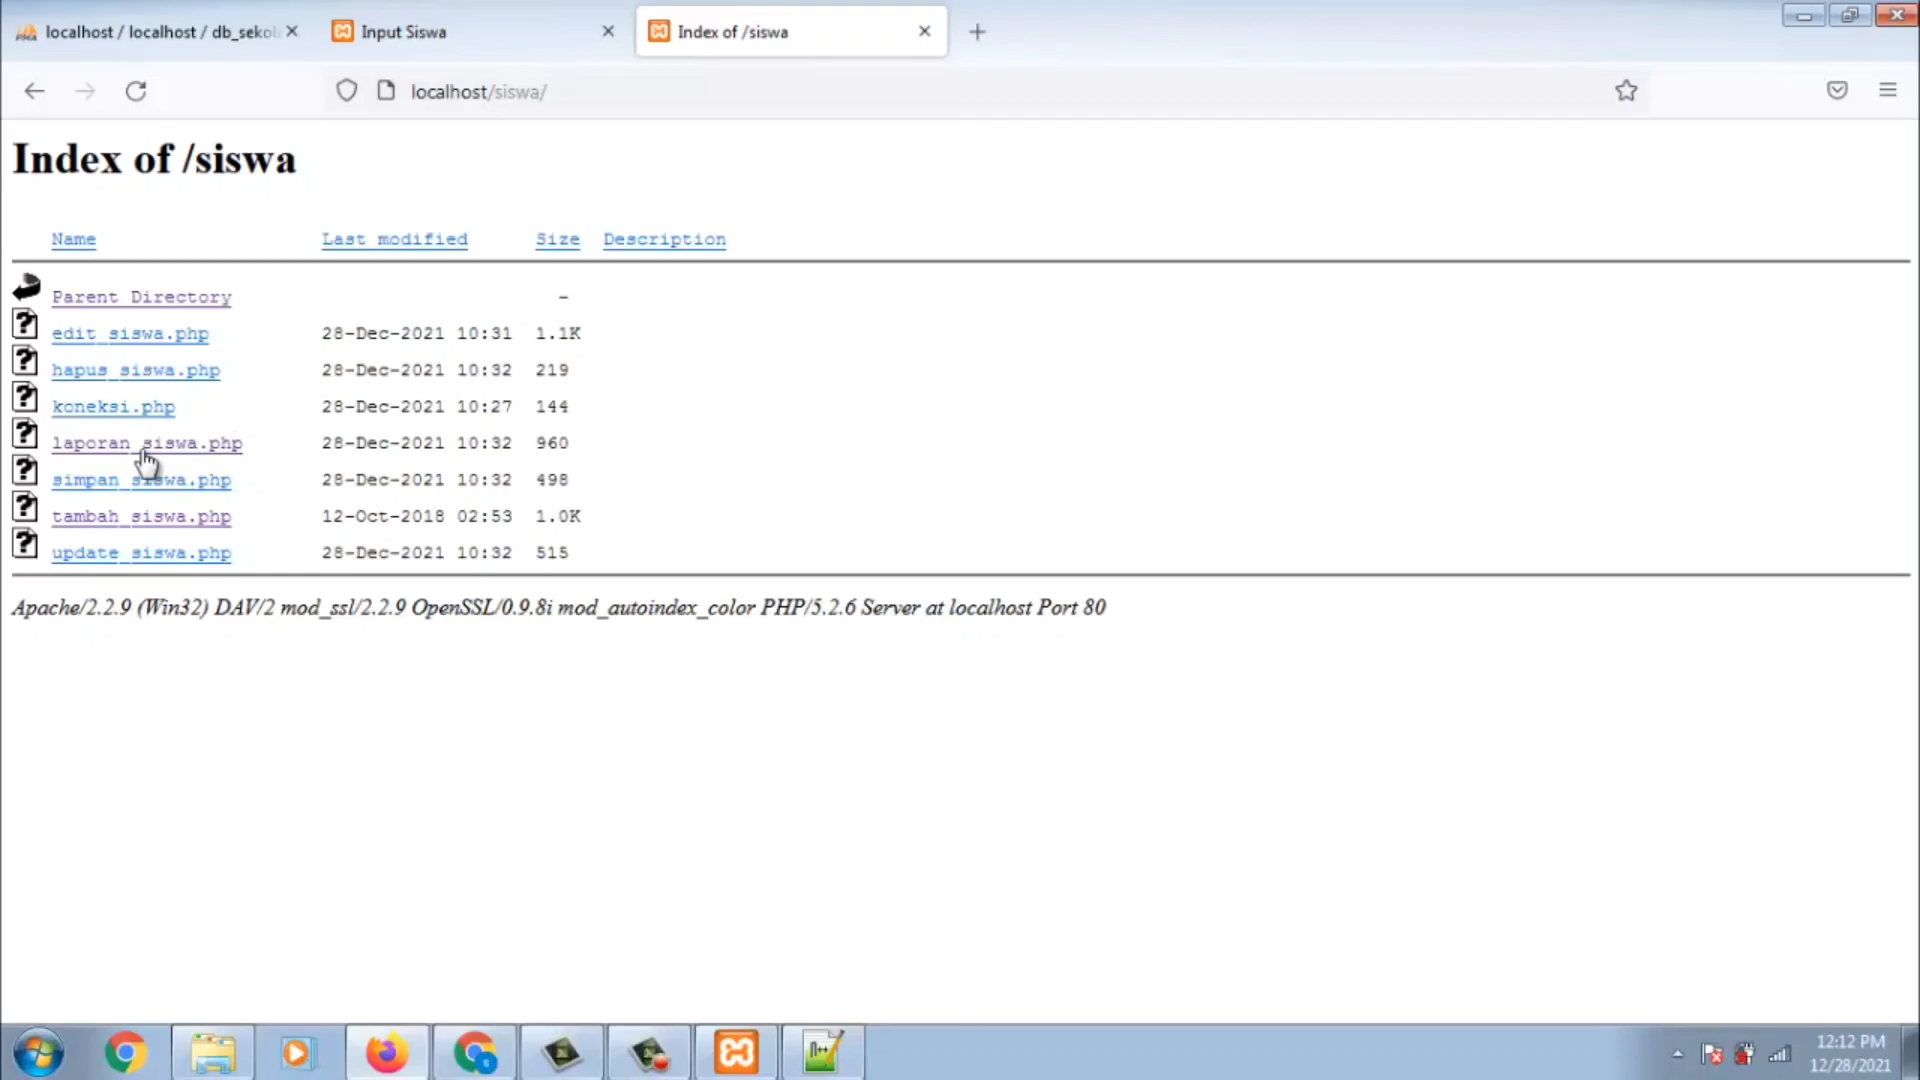 localhost / localhost / db_sekola
Input Siswa
Index of /siswa
localhost/siswa/
Index of /siswa
Name Last modified Size Description
Parent Directory -
edit_siswa.php 28-Dec-2021 10:31 1.1K
hapus_siswa.php 28-Dec-2021 10:32 219
koneksi.php 28-Dec-2021 10:27 144
laporan_siswa.php 28-Dec-2021 10:32 960
simpan_siswa.php 28-Dec-2021 10:32 498
tambah_siswa.php 12-Oct-2018 02:53 1.0K
update_siswa.php 28-Dec-2021 10:32 515
Apache/2.2.9 (Win32) DAV/2 mod_ssl/2.2.9 OpenSSL/0.9.8i mod_autoindex_color PHP/5.2.6 Server at localhost Port 80
12:12 PM
12/28/2021